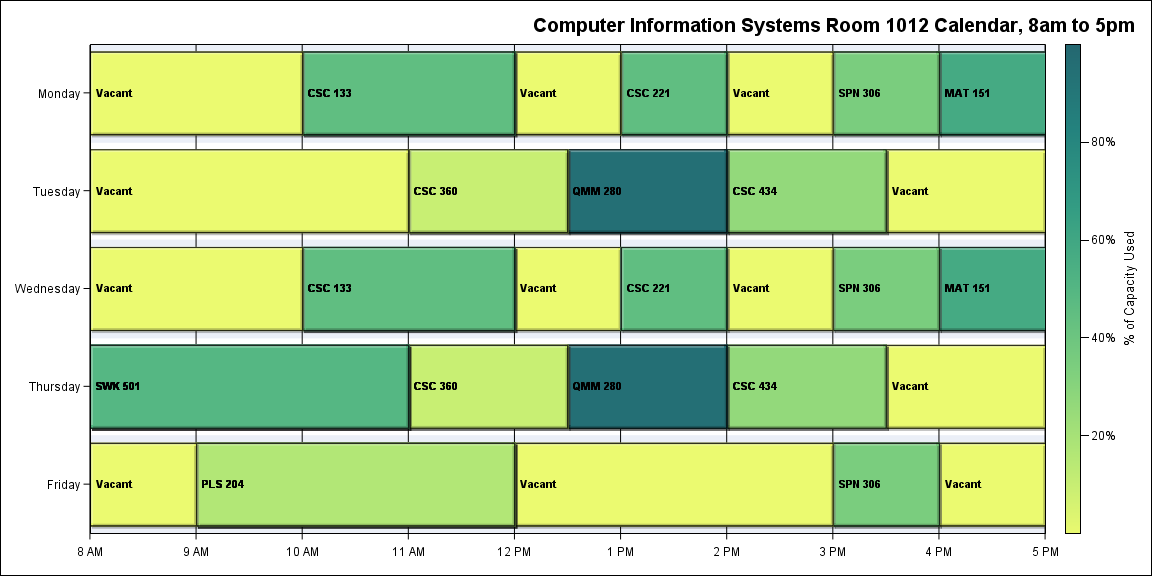 Computer Information Systems Room 1012 Calendar, 8am to 5pm
Monday
Vacant
CSC 133
Vacant
CSC 221
Vacant
SPN 306
MAT 151
Tuesday
Vacant
CSC 360
QMM 280
CSC 434
Vacant
Wednesday
Vacant
CSC 133
Vacant
CSC 221
Vacant
SPN 306
MAT 151
Thursday
SWK 501
CSC 360
QMM 280
CSC 434
Vacant
Friday
Vacant
PLS 204
Vacant
SPN 306
Vacant
8 AM
9 AM
10 AM
11 AM
12 PM
1 PM
2 PM
3 PM
4 PM
5 PM
80%
60%
40%
20%
% of Capacity Used